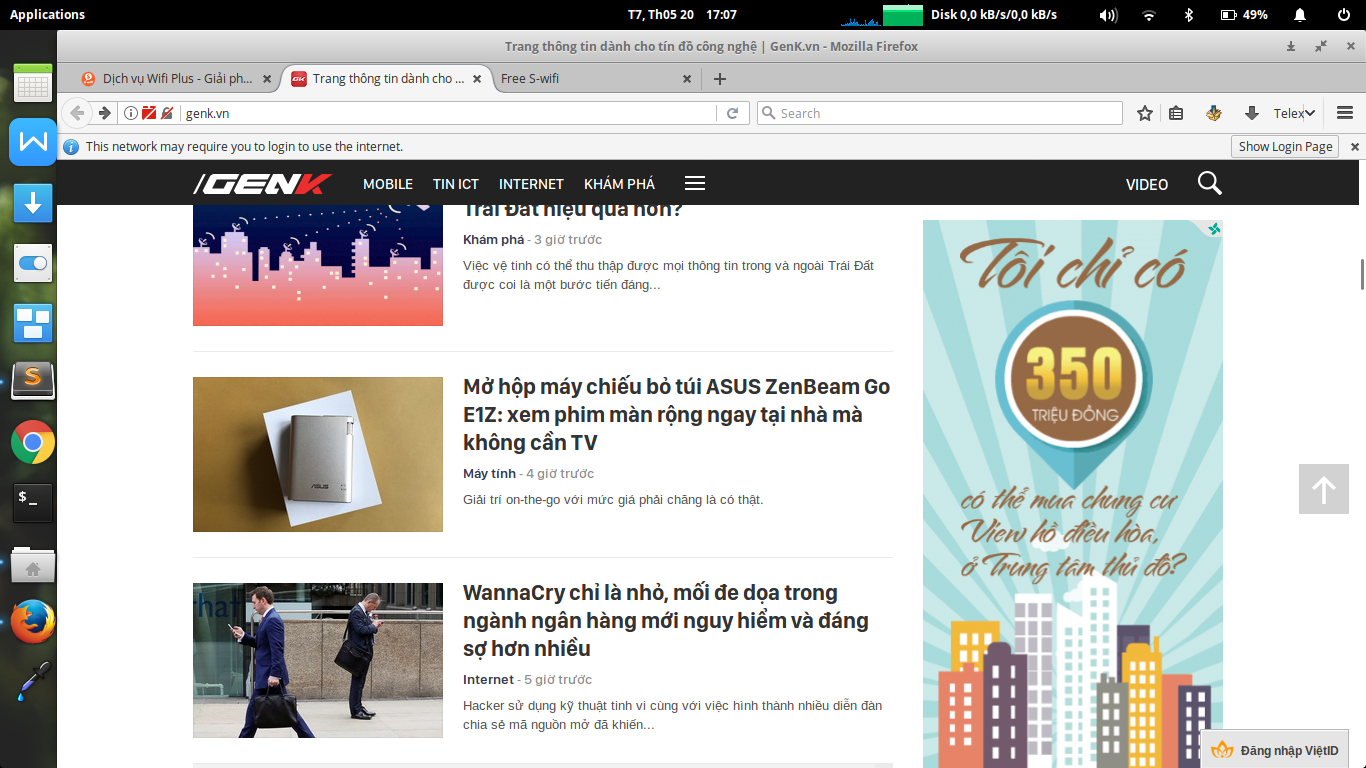 Applications
T7, Th05 20 17:07
Disk 0,0 kB/s/0,0 kB/s
49%
Trang thông tin dành cho tín đồ công nghệ | GenK.vn - Mozilla Firefox
Dịch vụ Wifi Plus - Giải ph...
GK
Trang thông tin dành cho ...
Free S-wifi
genk.vn
Search
Telex
This network may require you to login to use the internet.
Show Login Page
/GENK
MOBILE
TIN ICT
INTERNET
KHÁM PHÁ
VIDEO
Trái Đất hiệu quả hơn?
Khám phá - 3 giờ trước
Việc vệ tinh có thể thu thập được mọi thông tin trong và ngoài Trái Đất
được coi là một bước tiến đáng...
ASUS
Mở hộp máy chiếu bỏ túi ASUS ZenBeam Go
E1Z: xem phim màn rộng ngay tại nhà mà
không cần TV
Máy tính - 4 giờ trước
Giải trí on-the-go với mức giá phải chăng là có thật.
WannaCry chỉ là nhỏ, mối đe dọa trong
ngành ngân hàng mới nguy hiểm và đáng
sợ hơn nhiều
Internet - 5 giờ trước
Hacker sử dụng kỹ thuật tinh vi cùng với việc hình thành nhiều diễn đàn
chia sẻ mã nguồn mở đã khiến...
Tôi chỉ có
350
TRIỆU ĐỒNG
có thể mua chung cư
View hồ điều hòa,
ở Trung tâm thủ đô?
Đăng nhập ViệtID
W
S
$_